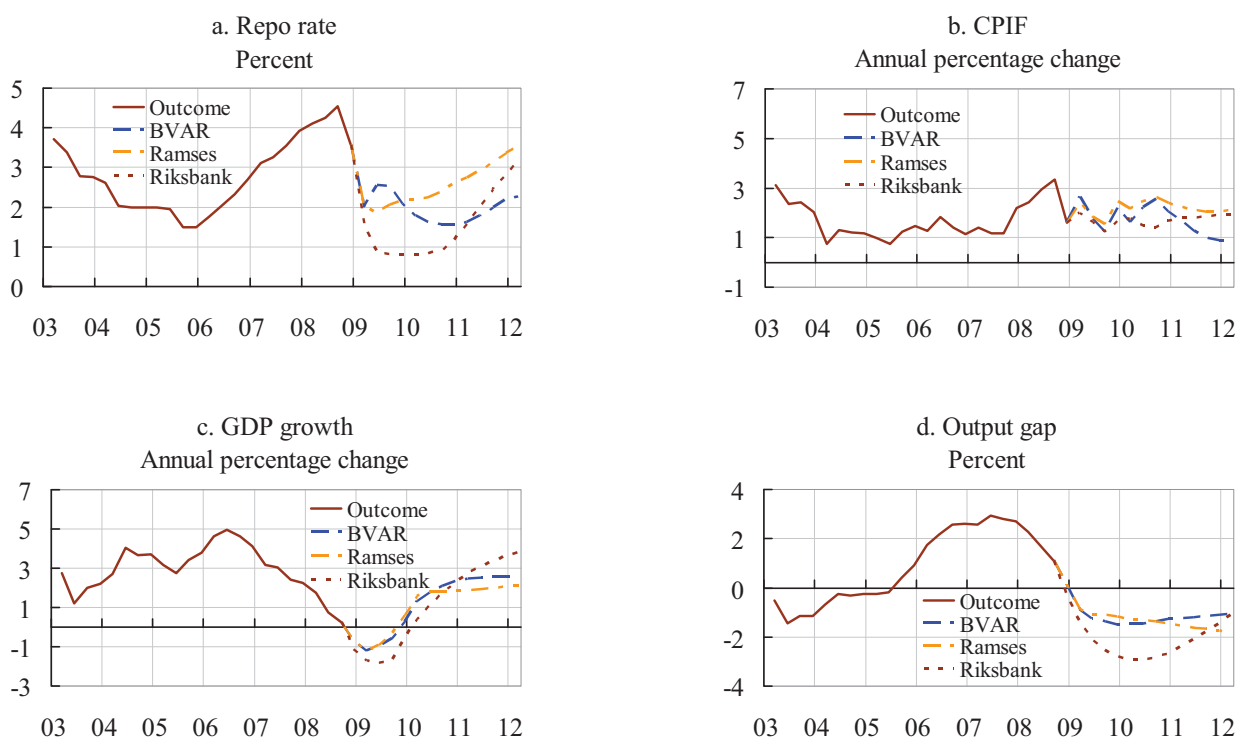 a. Repo rate
Percent
5
4
3
2
1
0
Outcome
BVAR
Ramses
Riksbank
03 04 05 06 07 08 09 10 11 12
b. CPIF
Annual percentage change
7
5
3
1
-1
Outcome
BVAR
Ramses
Riksbank
03 04 05 06 07 08 09 10 11 12
c. GDP growth
Annual percentage change
7
5
3
1
-1
-3
Outcome
BVAR
Ramses
Riksbank
03 04 05 06 07 08 09 10 11 12
d. Output gap
Percent
4
2
0
-2
-4
Outcome
BVAR
Ramses
Riksbank
03 04 05 06 07 08 09 10 11 12